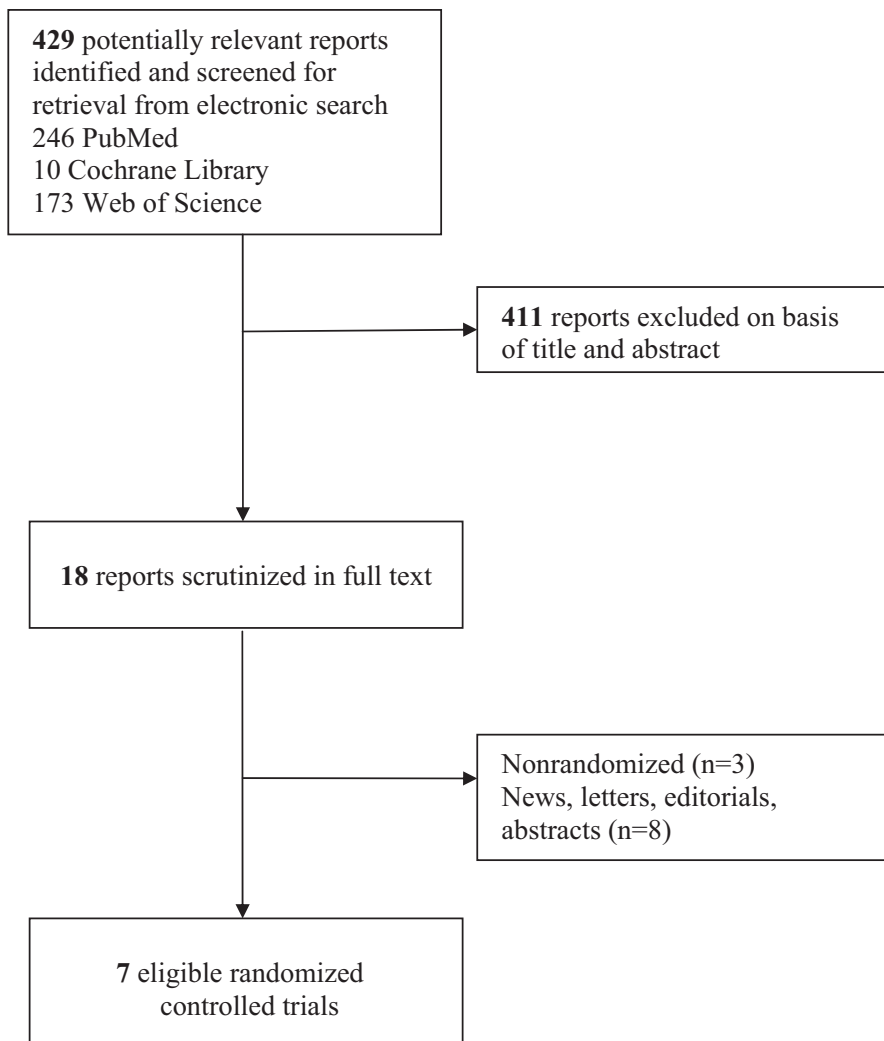 429 potentially relevant reports
identified and screened for
retrieval from electronic search
246 PubMed
10 Cochrane Library
173 Web of Science
411 reports excluded on basis
of title and abstract
18 reports scrutinized in full text
Nonrandomized (n=3)
News, letters, editorials,
abstracts (n=8)
7 eligible randomized
controlled trials